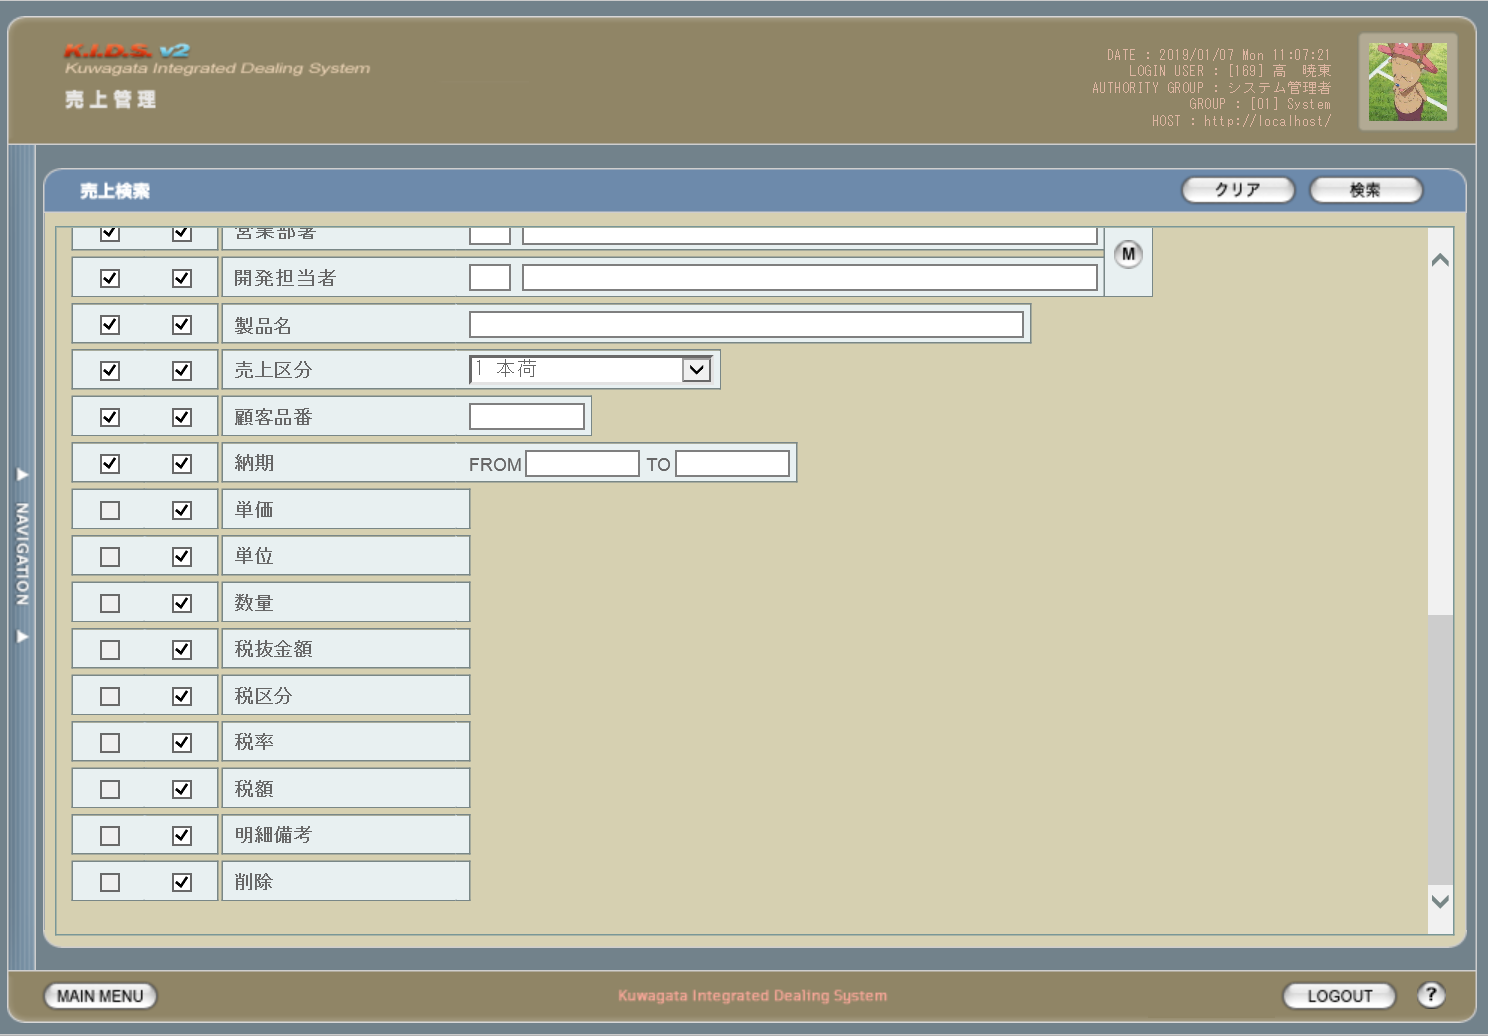 K.I.D.S. v2
Kuwagata Integrated Dealing System
売上管理
DATE : 2019/01/07 Mon 11:07:21
LOGIN USER : [169] 高　暁東
AUTHORITY GROUP : システム管理者
GROUP : [01] System
HOST : http://localhost/
売上検索
クリア
検索
営業部署
M
開発担当者
製品名
売上区分 1 本荷
顧客品番
納期 FROM TO
単価
単位
数量
税抜金額
税区分
税率
税額
明細備考
削除
NAVIGATION
MAIN MENU
Kuwagata Integrated Dealing System
LOGOUT
?